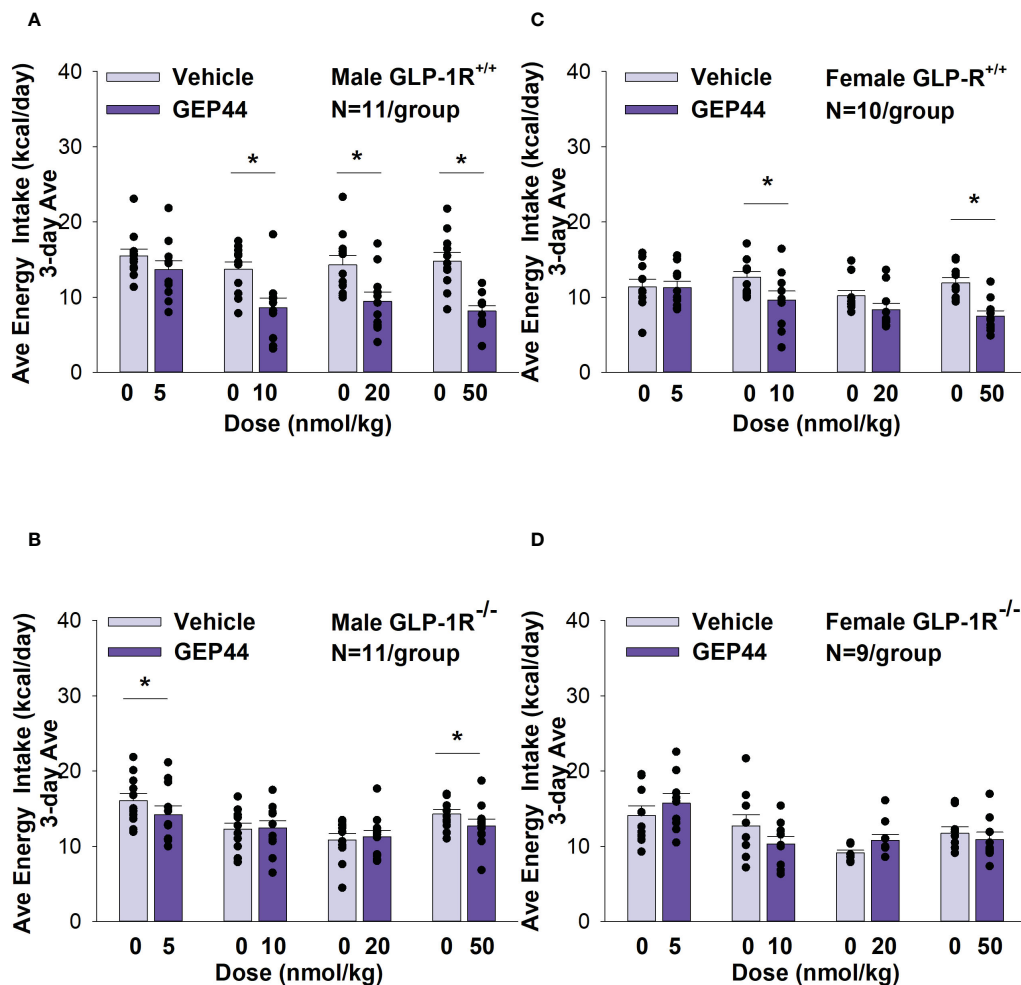 A
Ave Energy Intake (kcal/day)
3-day Ave
40
30
20
10
0
Vehicle
GEP44
Male GLP-1R+/+
N=11/group
*
*
*
0 5 0 10 0 20 0 50
Dose (nmol/kg)
C
Ave Energy Intake (kcal/day)
3-day Ave
40
30
20
10
0
Vehicle
GEP44
Female GLP-R+/+
N=10/group
*
*
0 5 0 10 0 20 0 50
Dose (nmol/kg)
B
Ave Energy Intake (kcal/day)
3-day Ave
40
30
20
10
0
Vehicle
GEP44
Male GLP-1R-/-
N=11/group
*
*
0 5 0 10 0 20 0 50
Dose (nmol/kg)
D
Ave Energy Intake (kcal/day)
3-day Ave
40
30
20
10
0
Vehicle
GEP44
Female GLP-1R-/-
N=9/group
0 5 0 10 0 20 0 50
Dose (nmol/kg)